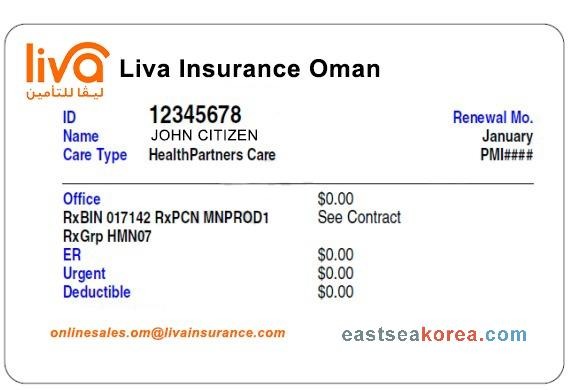 liva Liva Insurance Oman
ليفا للتأمين
ID 12345678 Renewal Mo.
Name JOHN CITIZEN January
Care Type HealthPartners Care PMI####
Office $0.00
RxBIN 017142 RxPCN MNPROD1 See Contract
RxGrp HMN07
ER $0.00
Urgent $0.00
Deductible $0.00
onlinesales.om@livainsurance.com eastseakorea.com